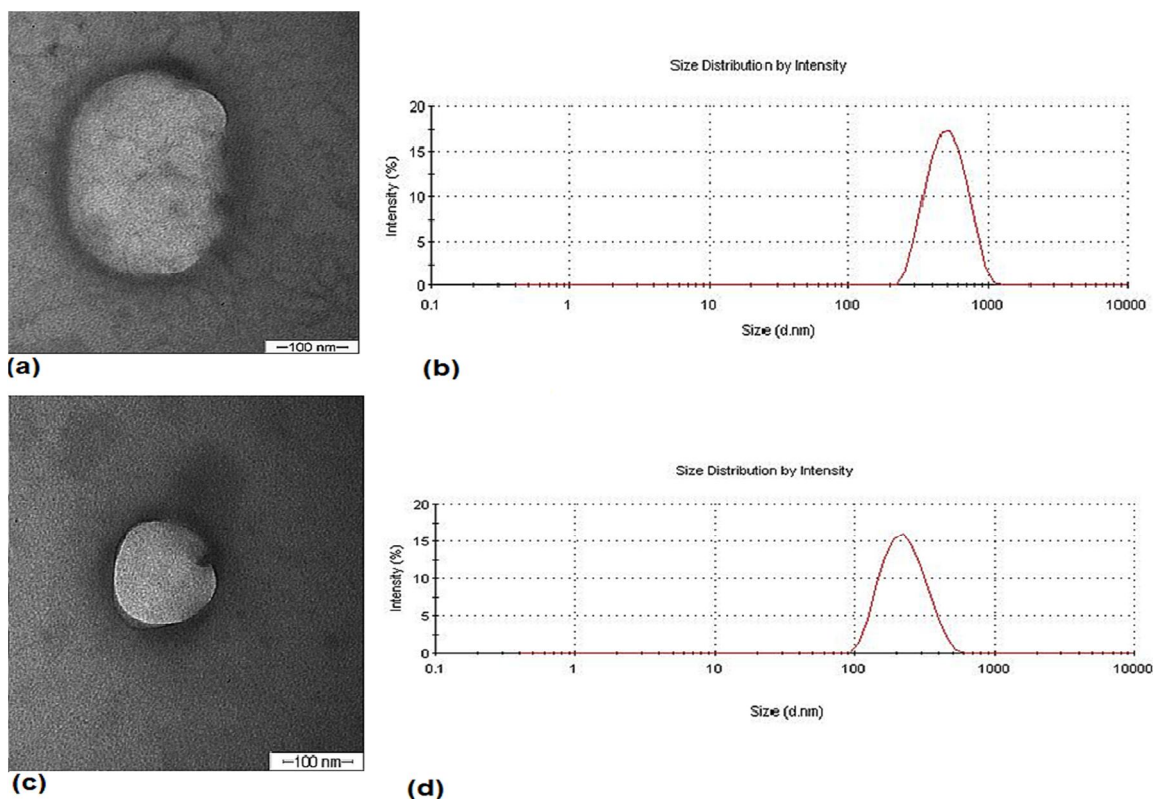 Size Distribution by Intensity
20
15
10
5
0
Intensity (%)
0.1 1 10 100 1000 10000
Size (d.nm)
100 nm
(a)
(b)
Size Distribution by Intensity
20
15
10
5
0
Intensity (%)
0.1 1 10 100 1000 10000
Size (d.nm)
100 nm
(c)
(d)